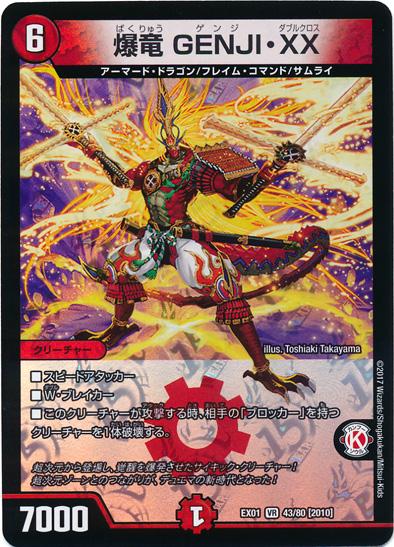 6
ばくりゅう ゲンジ ダブルクロス
爆竜 GENJI・XX
アーマード・ドラゴン/フレイム・コマンド/サムライ
illus. Toshiaki Takayama
クリーチャー
■スピードアタッカー
■W・ブレイカー
■このクリーチャーが攻撃する時、相手の「ブロッカー」を持つ
クリーチャーを1体破壊する。
超次元から登場し、覚醒を爆発させたサイキック・クリーチャー!
超次元ゾーンとのつながりが、デュエマの新時代となった!
©2017 Wizards/Shogakukan/Mitsui-Kids
K
7000
1
EX01 VR 43/80 [2010]